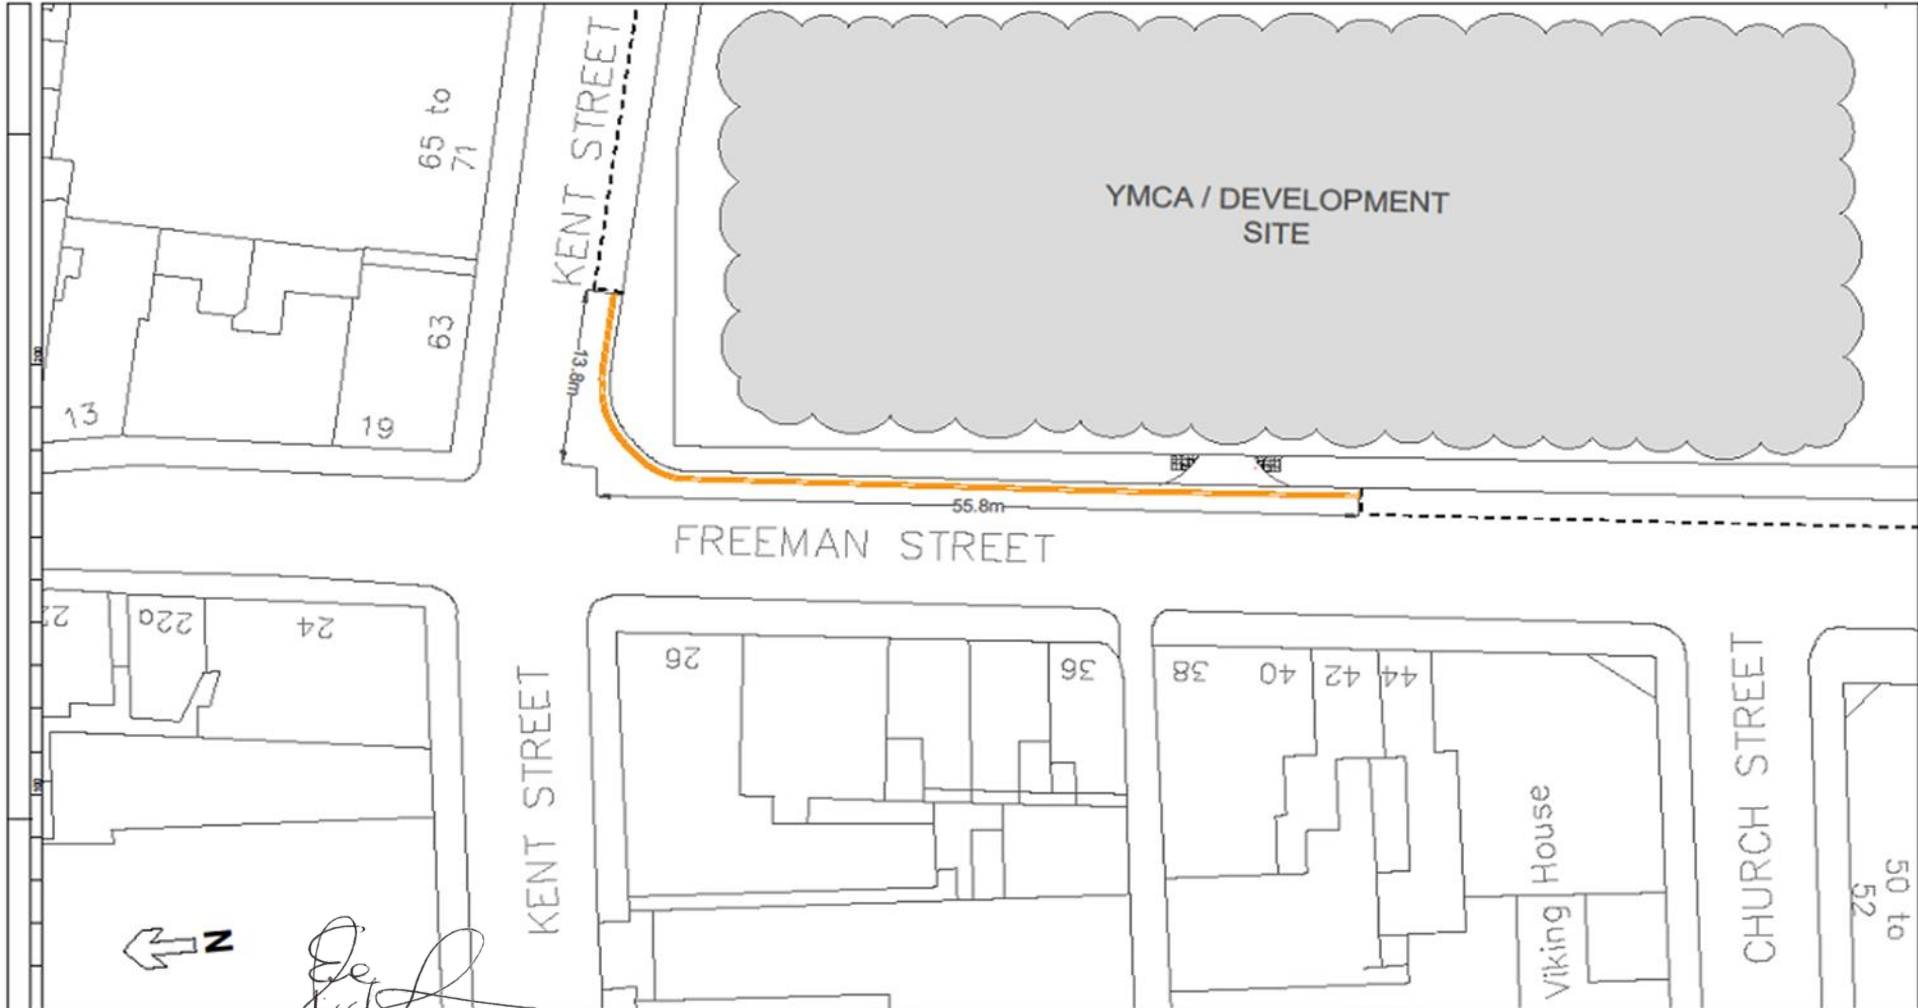 KENT STREET
65 to
71
YMCA / DEVELOPMENT
SITE
63
13.8m
200
13
19
55.8m
FREEMAN STREET
22a
24
26
36
38
40
42
44
KENT STREET
CHURCH STREET
Viking House
50 to
52
N